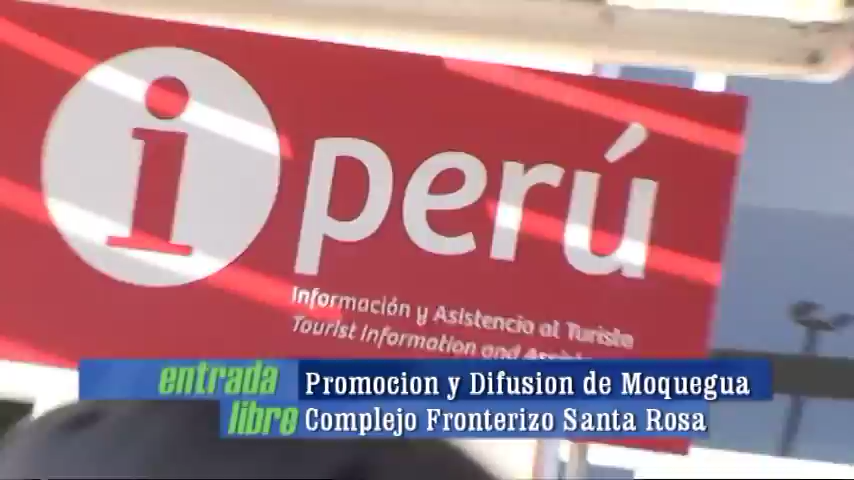 i perú
Información y Asistencia al Turista
Tourist Information and
entrada libre
Promocion y Difusion de Moquegua
Complejo Fronterizo Santa Rosa